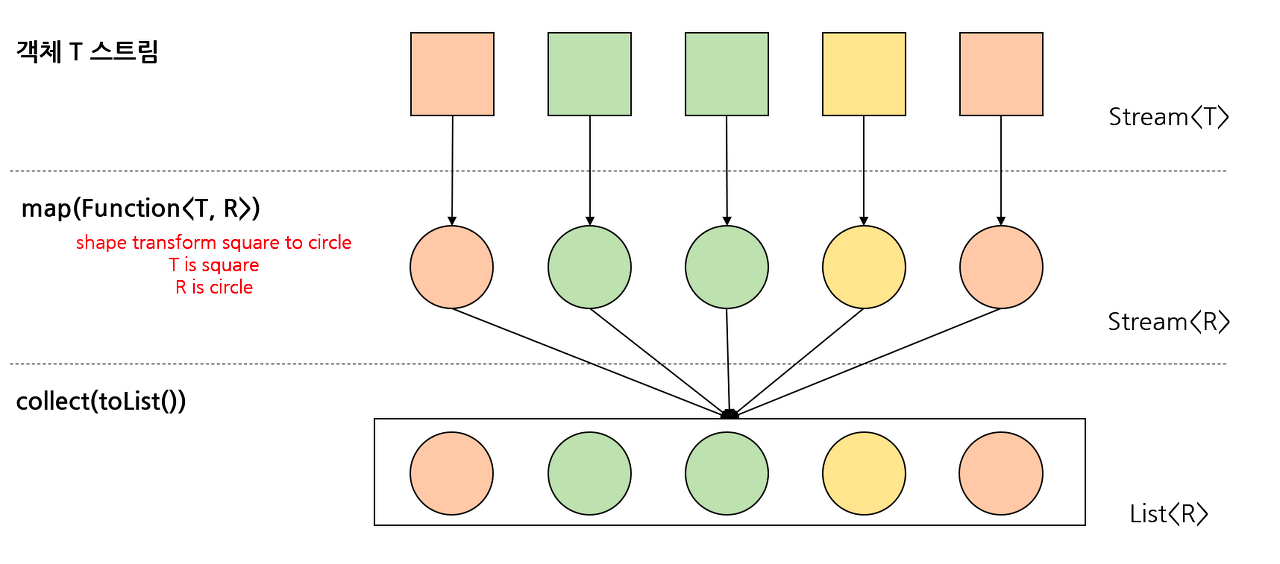 객체 T 스트림
Stream<T>
map(Function<T, R>)
shape transform square to circle
T is square
R is circle
Stream<R>
collect(toList())
List<R>